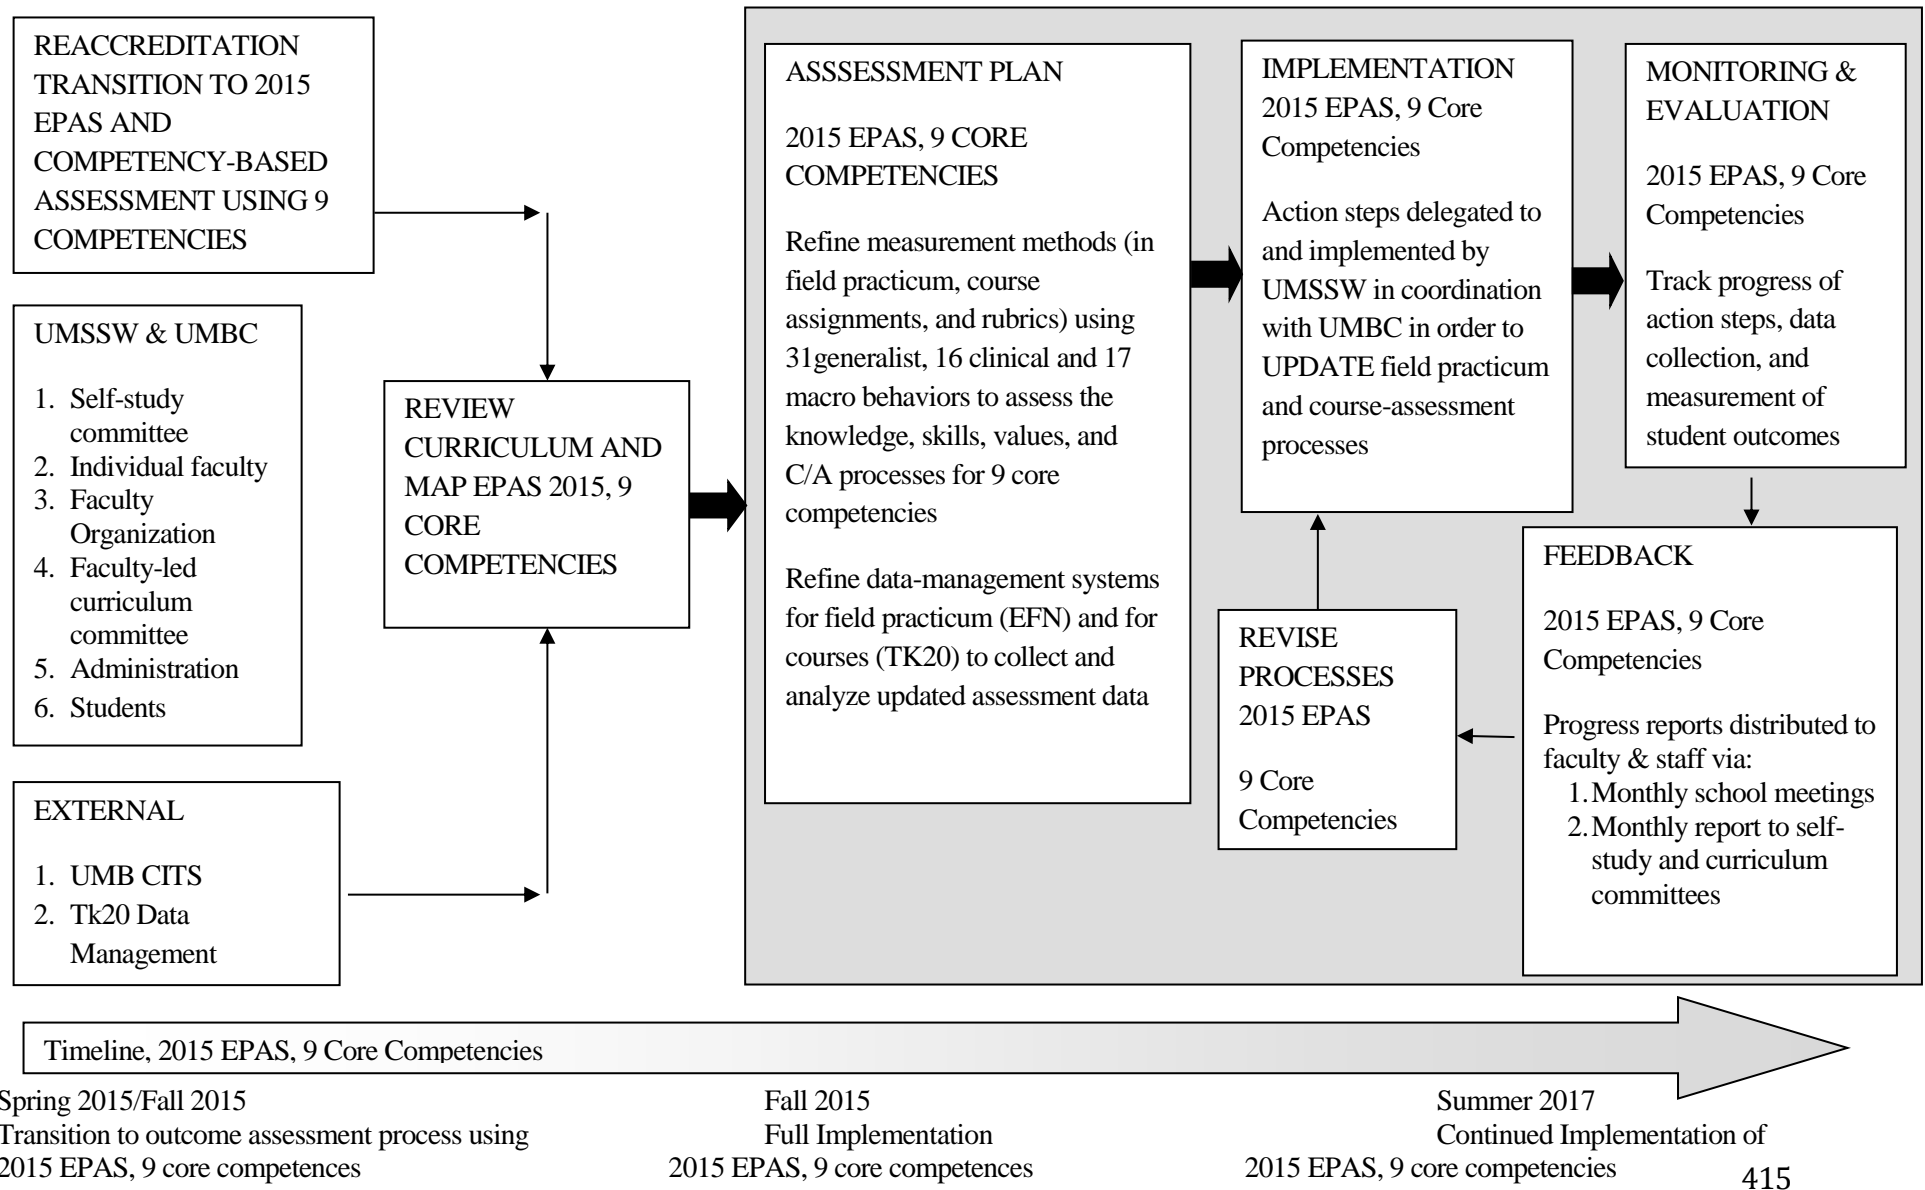 REACCREDITATION
TRANSITION TO 2015
EPAS AND
COMPETENCY-BASED
ASSESSMENT USING 9
COMPETENCIES
UMSSW & UMBC
1. Self-study
committee
2. Individual faculty
3. Faculty
Organization
4. Faculty-led
curriculum
committee
5. Administration
6. Students
EXTERNAL
1. UMB CITS
2. Tk20 Data
Management
REVIEW
CURRICULUM AND
MAP EPAS 2015, 9
CORE
COMPETENCIES
ASSSESSMENT PLAN
2015 EPAS, 9 CORE
COMPETENCIES
Refine measurement methods (in
field practicum, course
assignments, and rubrics) using
31generalist, 16 clinical and 17
macro behaviors to assess the
knowledge, skills, values, and
C/A processes for 9 core
competencies
Refine data-management systems
for field practicum (EFN) and for
courses (TK20) to collect and
analyze updated assessment data
IMPLEMENTATION
2015 EPAS, 9 Core
Competencies
Action steps delegated to
and implemented by
UMSSW in coordination
with UMBC in order to
UPDATE field practicum
and course-assessment
processes
MONITORING &
EVALUATION
2015 EPAS, 9 Core
Competencies
Track progress of
action steps, data
collection, and
measurement of
student outcomes
FEEDBACK
2015 EPAS, 9 Core
Competencies
Progress reports distributed to
faculty & staff via:
1. Monthly school meetings
2. Monthly report to self-
study and curriculum
committees
REVISE
PROCESSES
2015 EPAS
9 Core
Competencies
Timeline, 2015 EPAS, 9 Core Competencies
Spring 2015/Fall 2015
Transition to outcome assessment process using
2015 EPAS, 9 core competences
Fall 2015
Full Implementation
2015 EPAS, 9 core competences
Summer 2017
Continued Implementation of
2015 EPAS, 9 core competencies
415